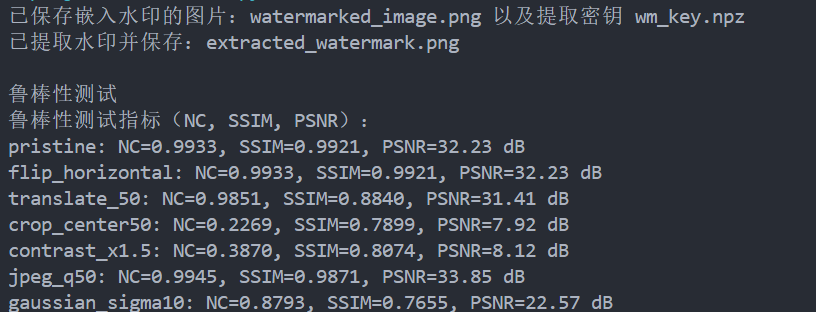 已保存嵌入水印的图片：watermarked_image.png 以及提取密钥 wm_key.npz
已提取水印并保存：extracted_watermark.png
鲁棒性测试
鲁棒性测试指标（NC, SSIM, PSNR）：
pristine: NC=0.9933, SSIM=0.9921, PSNR=32.23 dB
flip_horizontal: NC=0.9933, SSIM=0.9921, PSNR=32.23 dB
translate_50: NC=0.9851, SSIM=0.8840, PSNR=31.41 dB
crop_center50: NC=0.2269, SSIM=0.7899, PSNR=7.92 dB
contrast_x1.5: NC=0.3870, SSIM=0.8074, PSNR=8.12 dB
jpeg_q50: NC=0.9945, SSIM=0.9871, PSNR=33.85 dB
gaussian_sigma10: NC=0.8793, SSIM=0.7655, PSNR=22.57 dB